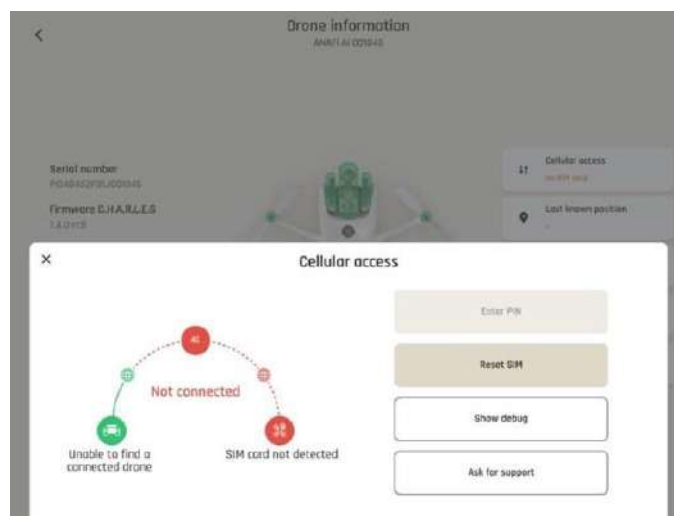 Drone information
Serial number
Cellular access
Last known position
Cellular access
Enter PIN
Reset SIM
Not connected
Show debug
Unable to find a
connected drone
SIM card not detected
Ask for support